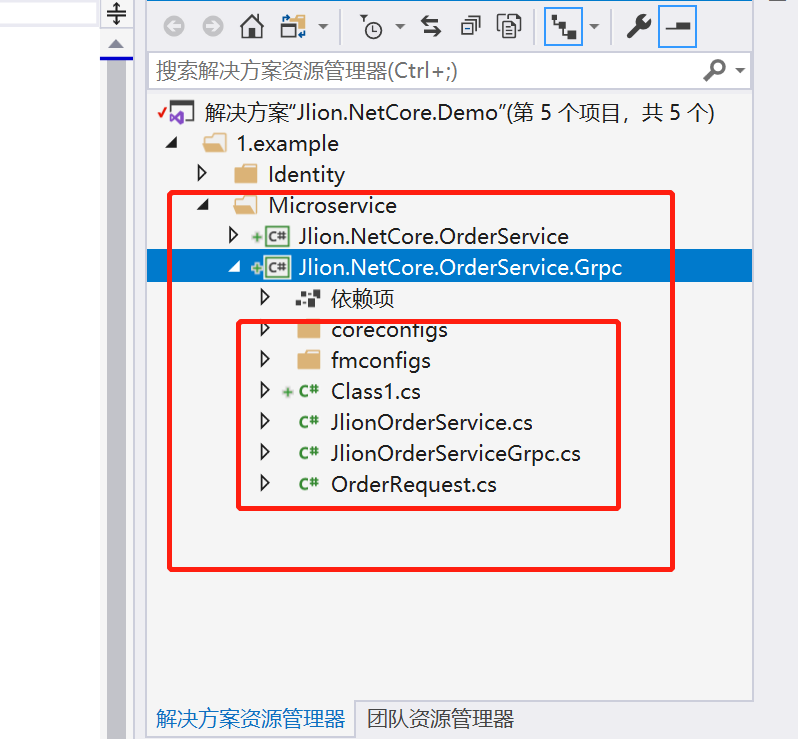 搜索解决方案资源管理器(Ctrl+;)
解决方案“Jlion.NetCore.Demo”(第 5 个项目，共 5 个)
1.example
Identity
Microservice
C# Jlion.NetCore.OrderService
C# Jlion.NetCore.OrderService.Grpc
依赖项
coreconfigs
fmconfigs
C# Class1.cs
C# JlionOrderService.cs
C# JlionOrderServiceGrpc.cs
C# OrderRequest.cs
解决方案资源管理器 团队资源管理器